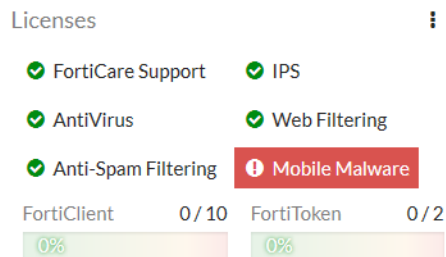 Licenses
FortiCare Support IPS
AntiVirus Web Filtering
Anti-Spam Filtering Mobile Malware
FortiClient 0 / 10 FortiToken 0 / 2
0% 0%